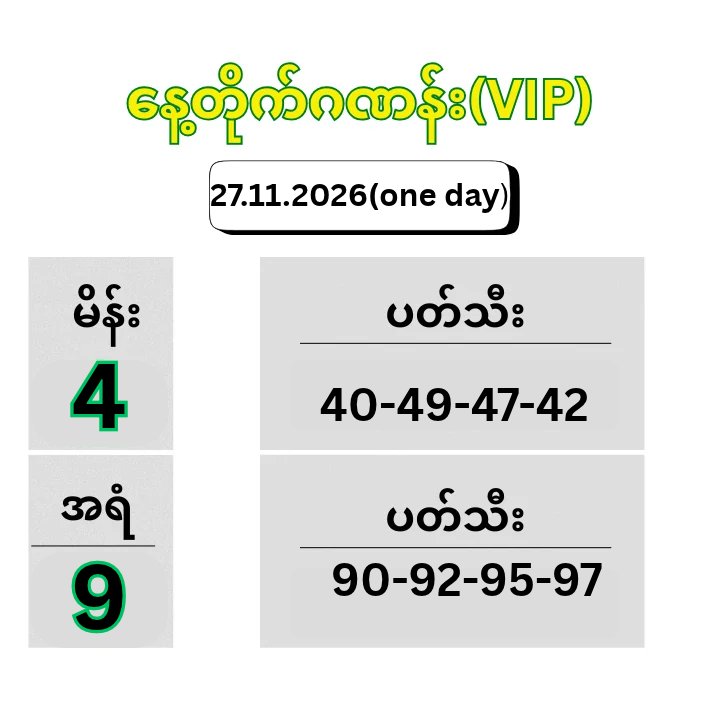 နေ့တိုက်ဂဏန်း(VIP)
27.11.2026(one day)
မိန်း
ပတ်သီး
4
40-49-47-42
အရံ
ပတ်သီး
9
90-92-95-97